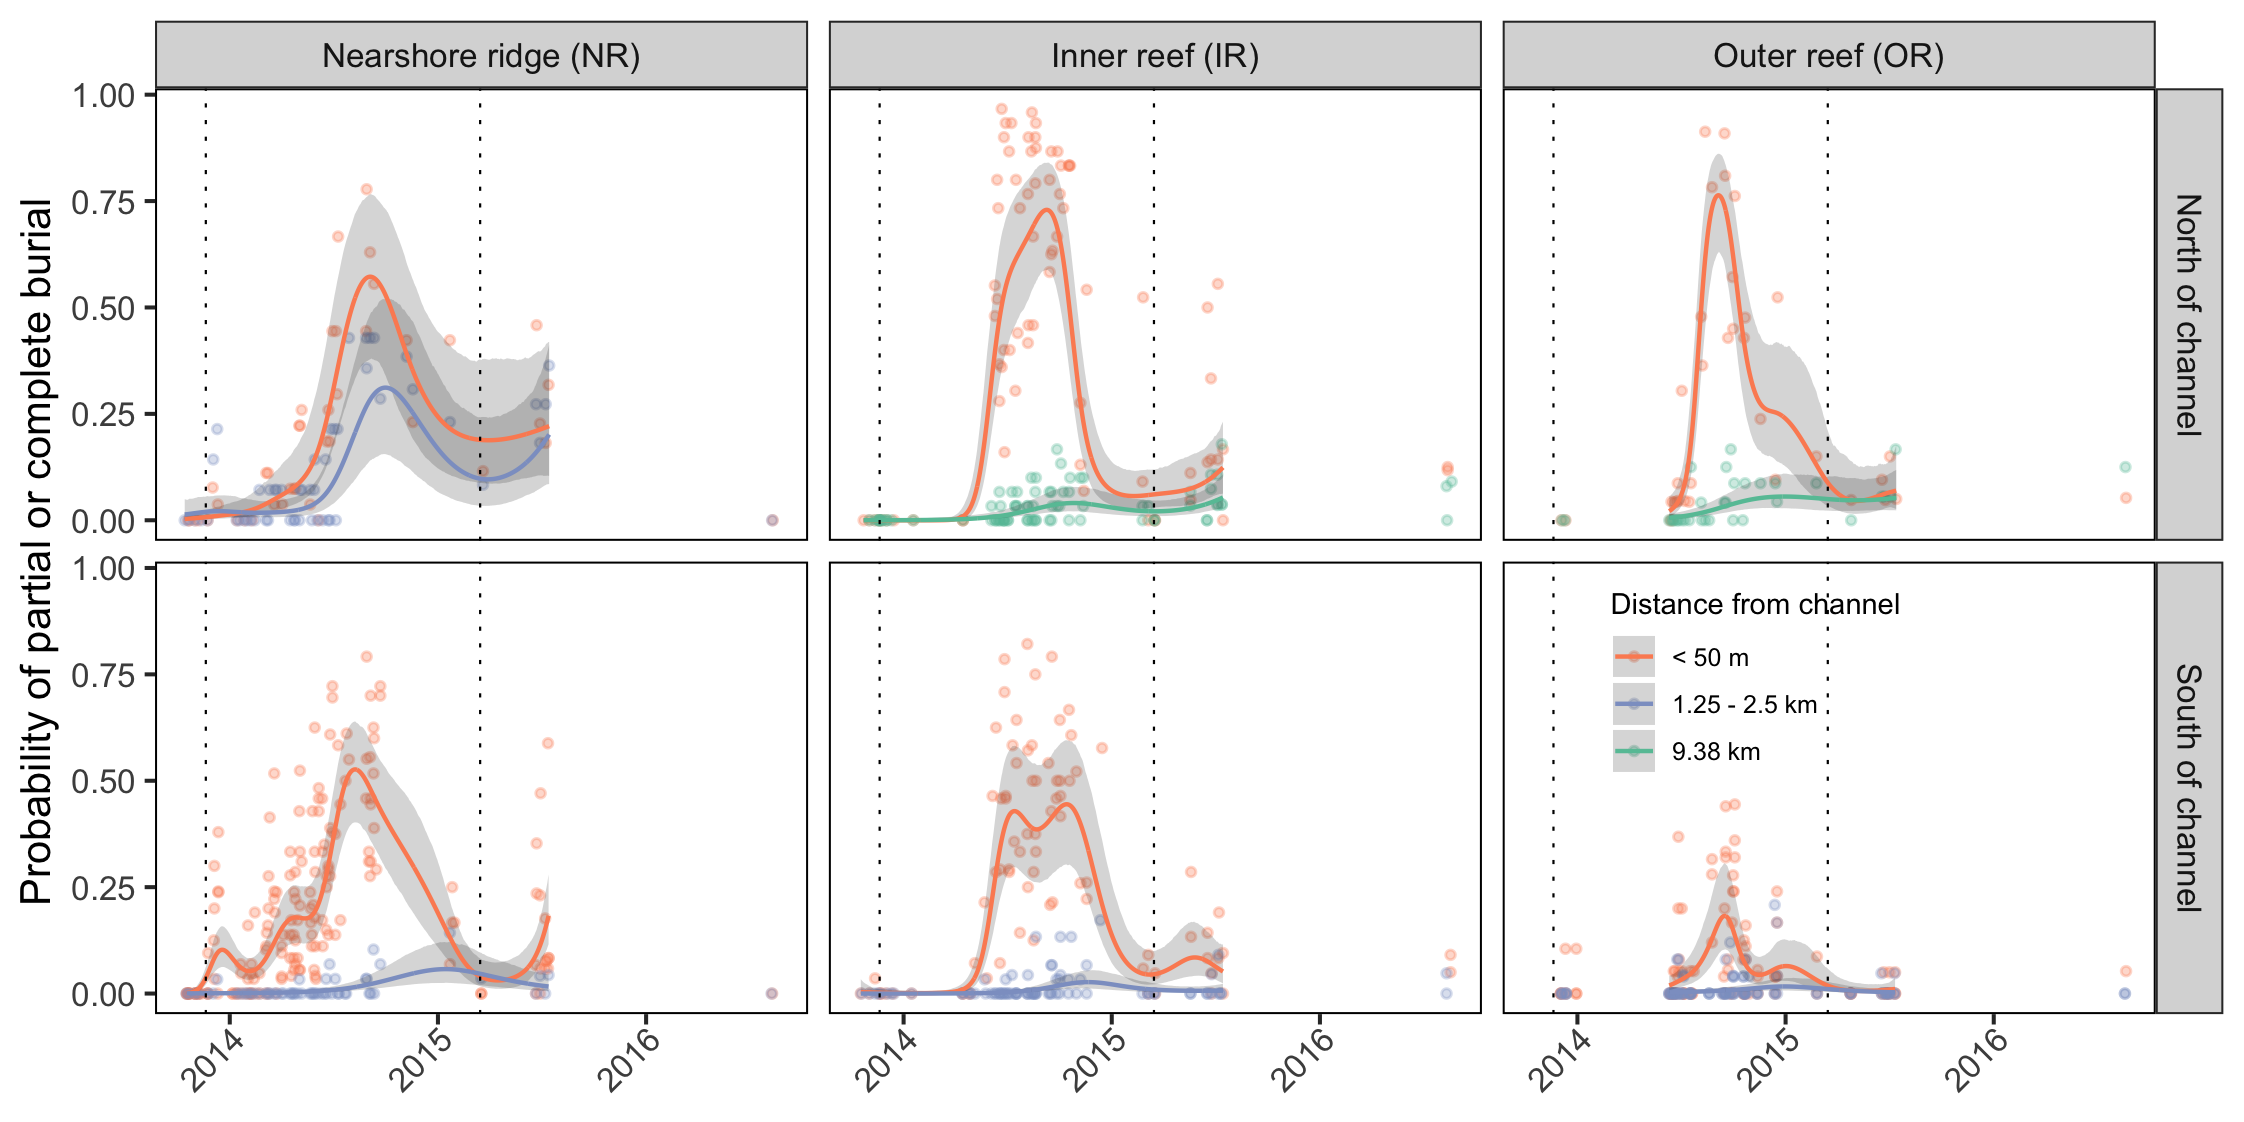 Nearshore ridge (NR)
Inner reef (IR)
Outer reef (OR)
Probability of partial or complete burial
1.00
0.75
0.50
0.25
0.00
North of channel
1.00
0.75
0.50
0.25
0.00
South of channel
Distance from channel
< 50 m
1.25 - 2.5 km
9.38 km
2014
2015
2016
2014
2015
2016
2014
2015
2016